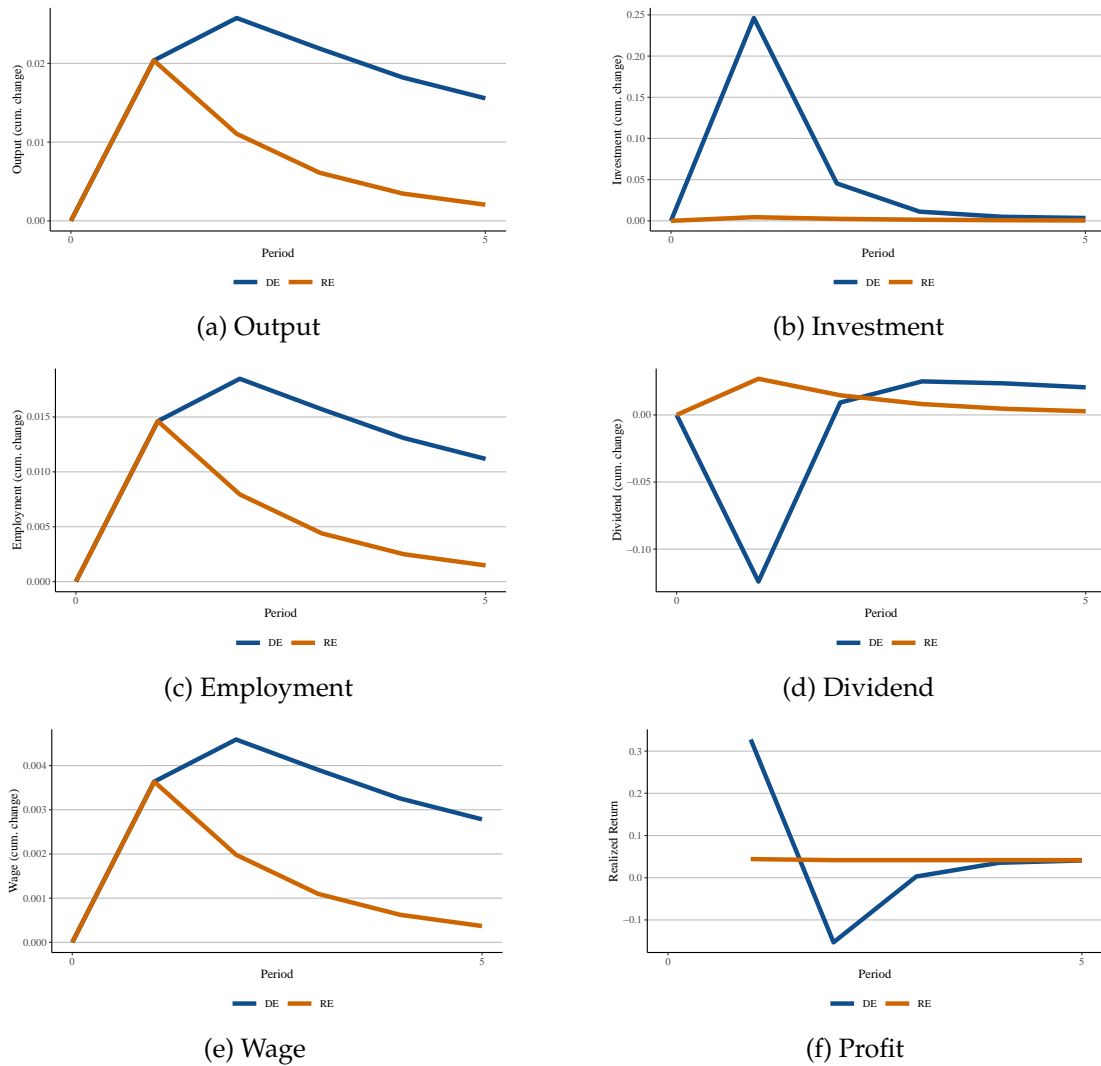 Output (cum. change)
0.02
0.01
0.00
0
5
Period
DE RE
(a) Output
Investment (cum. change)
0.25
0.20
0.15
0.10
0.05
0.00
0
5
Period
DE RE
(b) Investment
Employment (cum. change)
0.015
0.010
0.005
0.000
0
5
Period
DE RE
(c) Employment
Dividend (cum. change)
0.00
−0.05
−0.10
0
5
Period
DE RE
(d) Dividend
Wage (cum. change)
0.004
0.003
0.002
0.001
0.000
0
5
Period
DE RE
(e) Wage
Realized Return
0.3
0.2
0.1
0.0
−0.1
0
5
Period
DE RE
(f) Profit